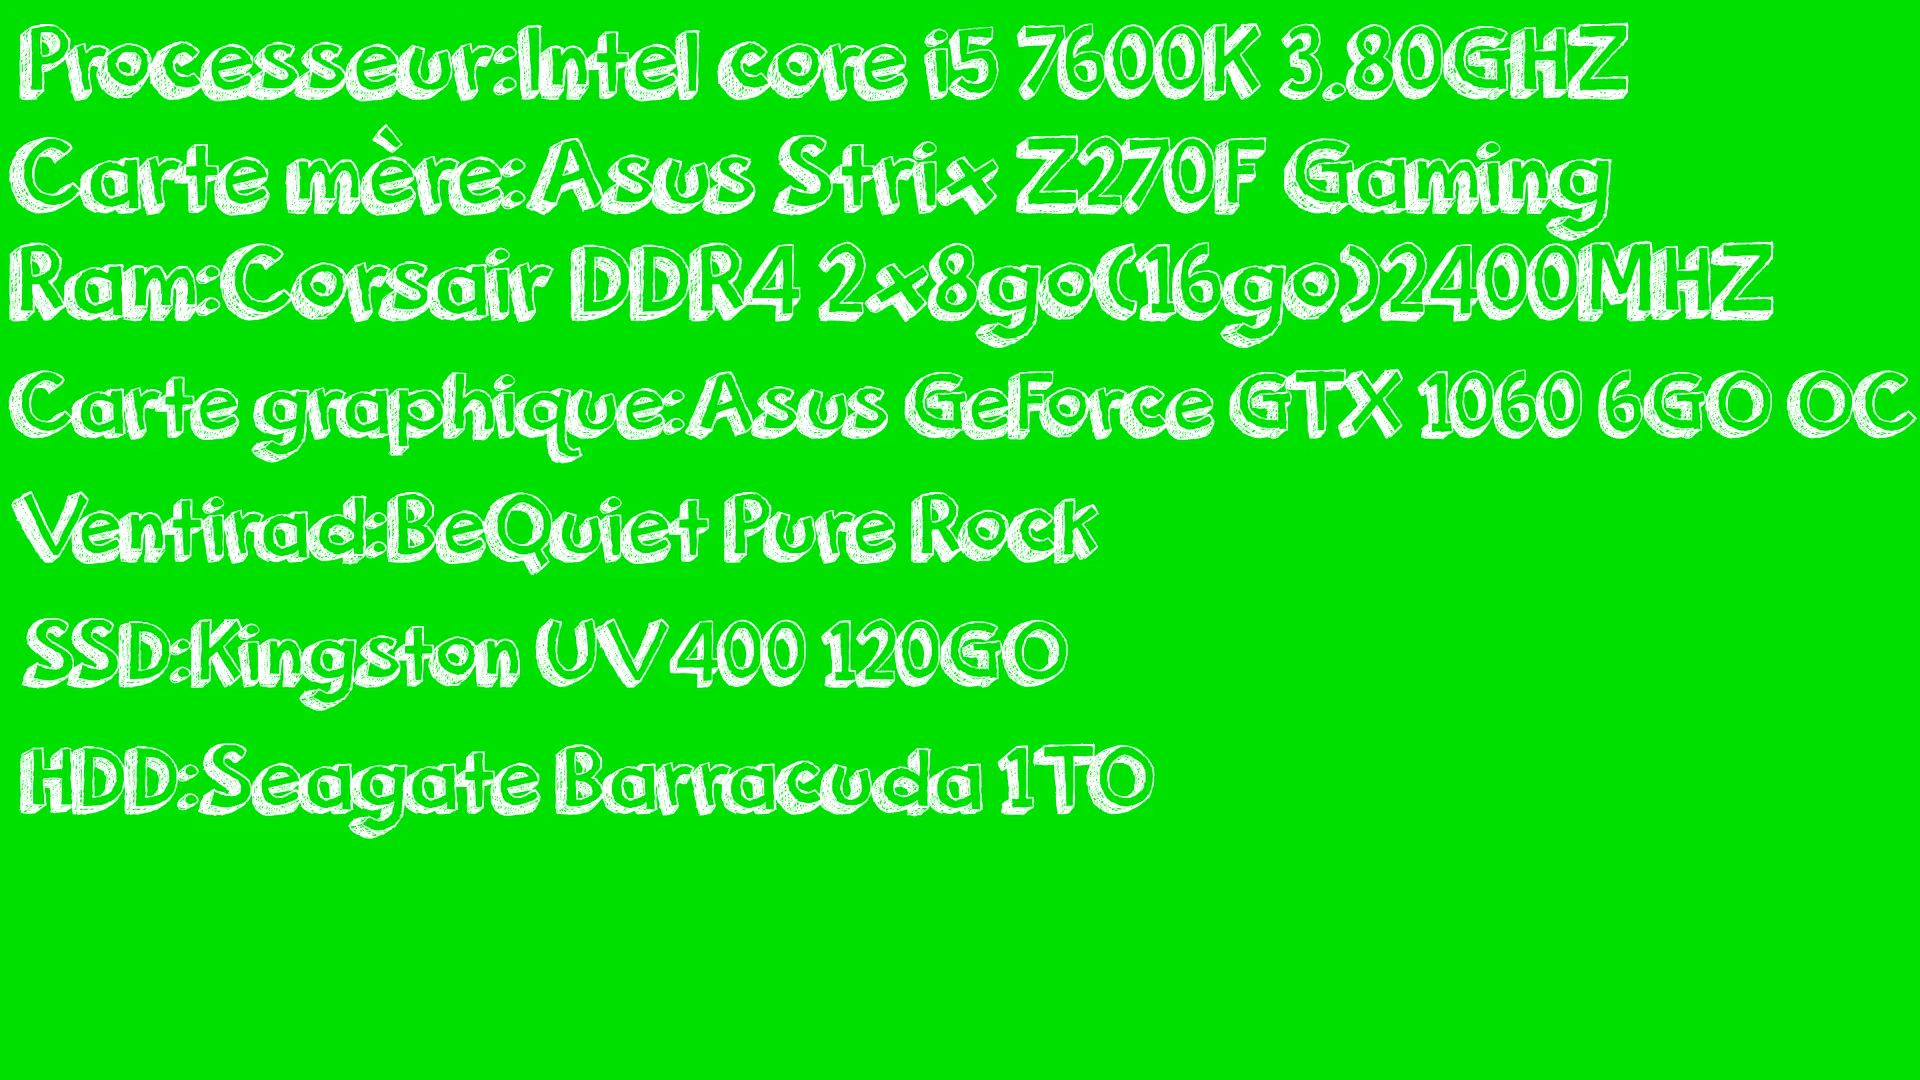 Processeur:Intel core i5 7600K 3.80GHZ
Carte mère:Asus Strix Z270F Gaming
Ram:Corsair DDR4 2x8go(16go)2400MHZ
Carte graphique:Asus GeForce GTX 1060 6GO OC
Ventirad:BeQuiet Pure Rock
SSD:Kingston UV400 120GO
HDD:Seagate Barracuda 1TO